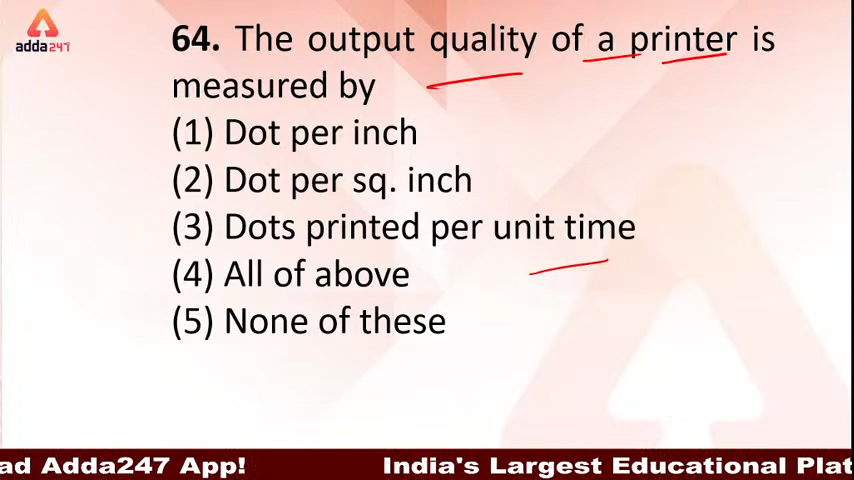 adda247
64. The output quality of a printer is
measured by
(1) Dot per inch
(2) Dot per sq. inch
(3) Dots printed per unit time
(4) All of above
(5) None of these
ad Adda247 App! India's Largest Educational Plat